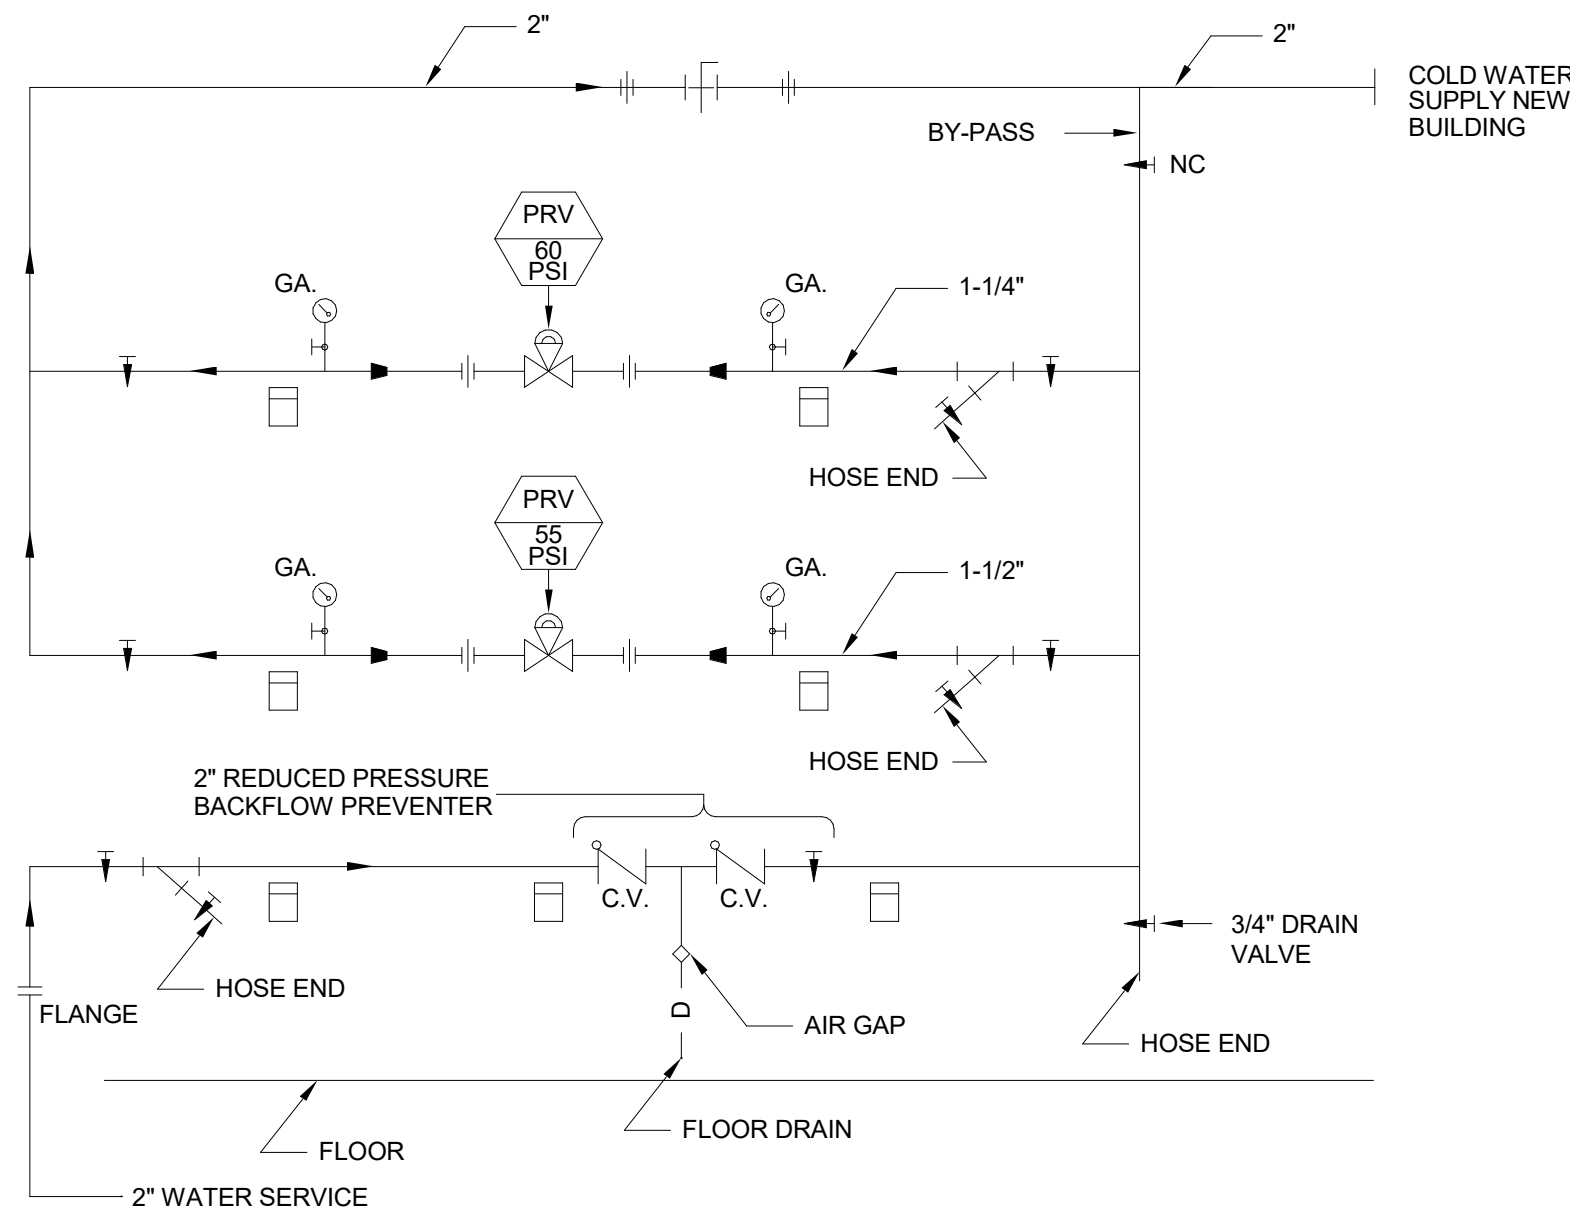 2"
2"
COLD WATER
SUPPLY NEW
BUILDING
BY-PASS
NC
PRV
60
PSI
GA.
GA.
1-1/4"
HOSE END
PRV
55
PSI
GA.
GA.
1-1/2"
HOSE END
2" REDUCED PRESSURE
BACKFLOW PREVENTER
C.V.
C.V.
3/4" DRAIN
VALVE
HOSE END
FLANGE
D
AIR GAP
HOSE END
FLOOR DRAIN
FLOOR
2" WATER SERVICE